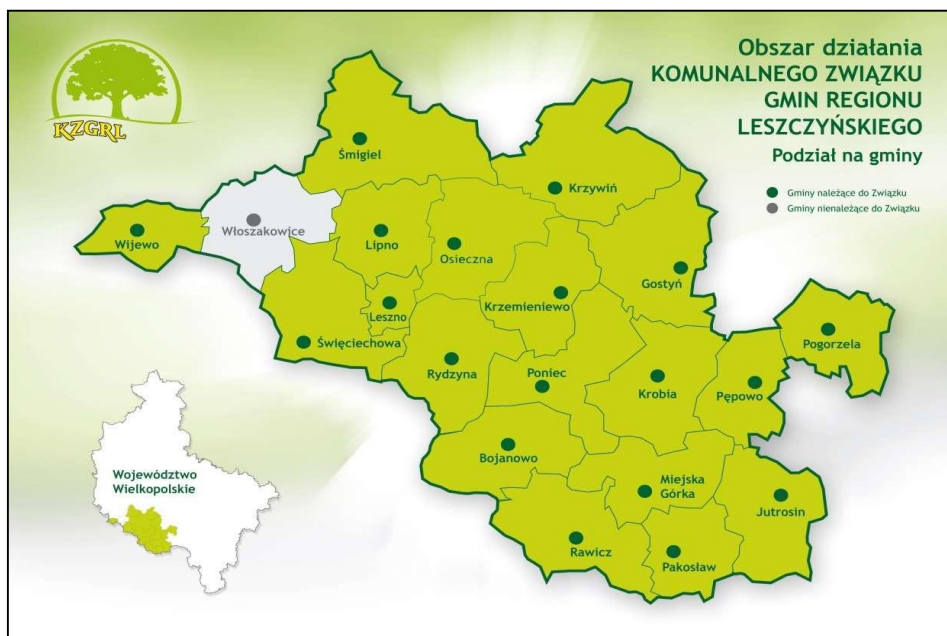 Obszar działania
KOMUNALNEGO ZWIĄZKU
GMIN REGIONU
LESZCZYŃSKIEGO
Podział na gminy
Gminy należące do Związku
Gminy nienależące do Związku
KZGRL
Śmigiel
Krzywiń
Włoszakowice
Wijewo
Lipno
Osieczna
Gostyń
Leszno
Krzemieniewo
Święciechowa
Pogorzela
Rydzyna
Poniec
Krobia
Pępowo
Bojanowo
Miejska
Górka
Jutrosin
Rawicz
Pakosław
Województwo
Wielkopolskie